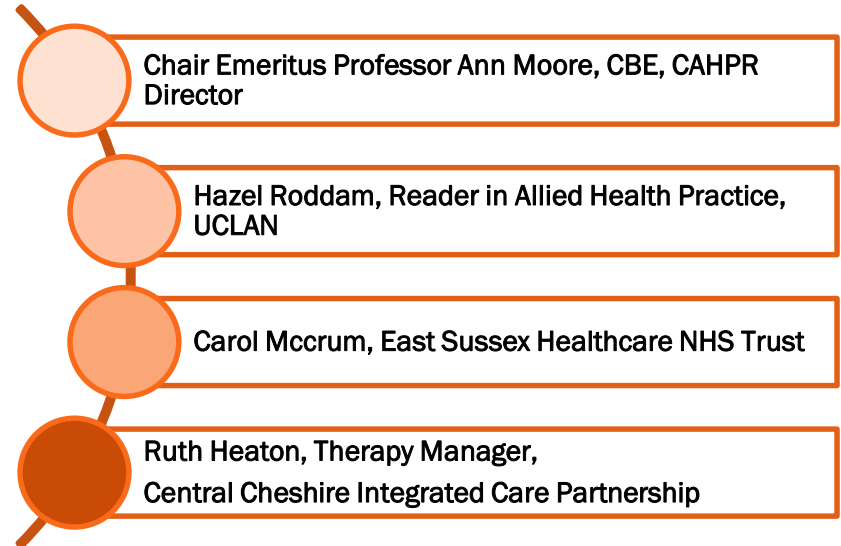 Chair Emeritus Professor Ann Moore, CBE, CAHPR
Director
Hazel Roddam, Reader in Allied Health Practice,
UCLAN
Carol Mccrum, East Sussex Healthcare NHS Trust
Ruth Heaton, Therapy Manager,
Central Cheshire Integrated Care Partnership